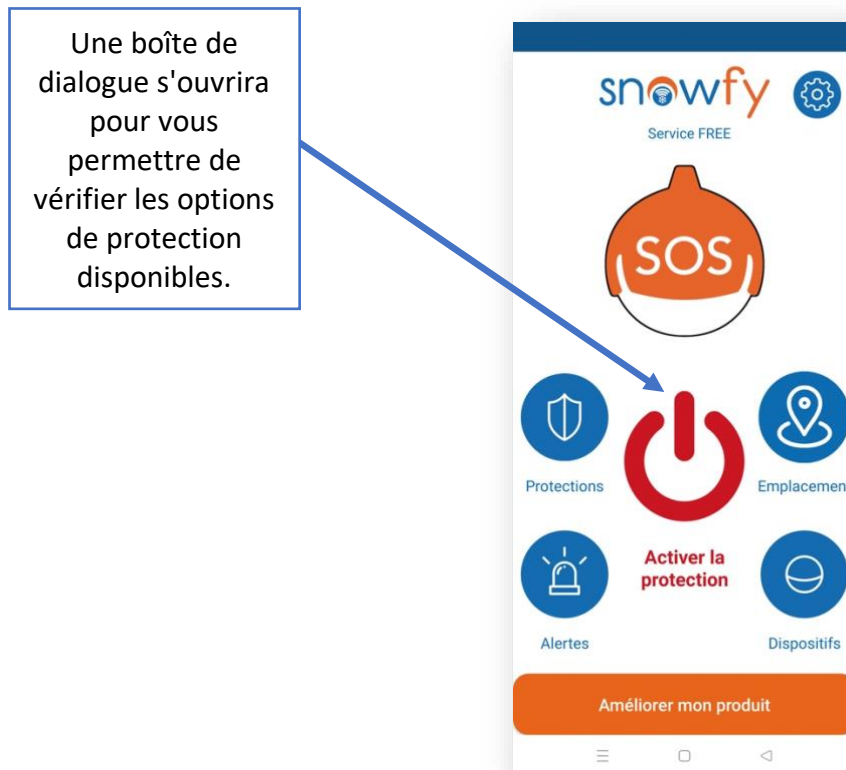 Une boîte de
dialogue s'ouvrira
pour vous
permettre de
vérifier les options
de protection
disponibles.
snowfy
Service FREE
SOS
Protections
Emplacemen
Activer la
protection
Alertes
Dispositifs
Améliorer mon produit